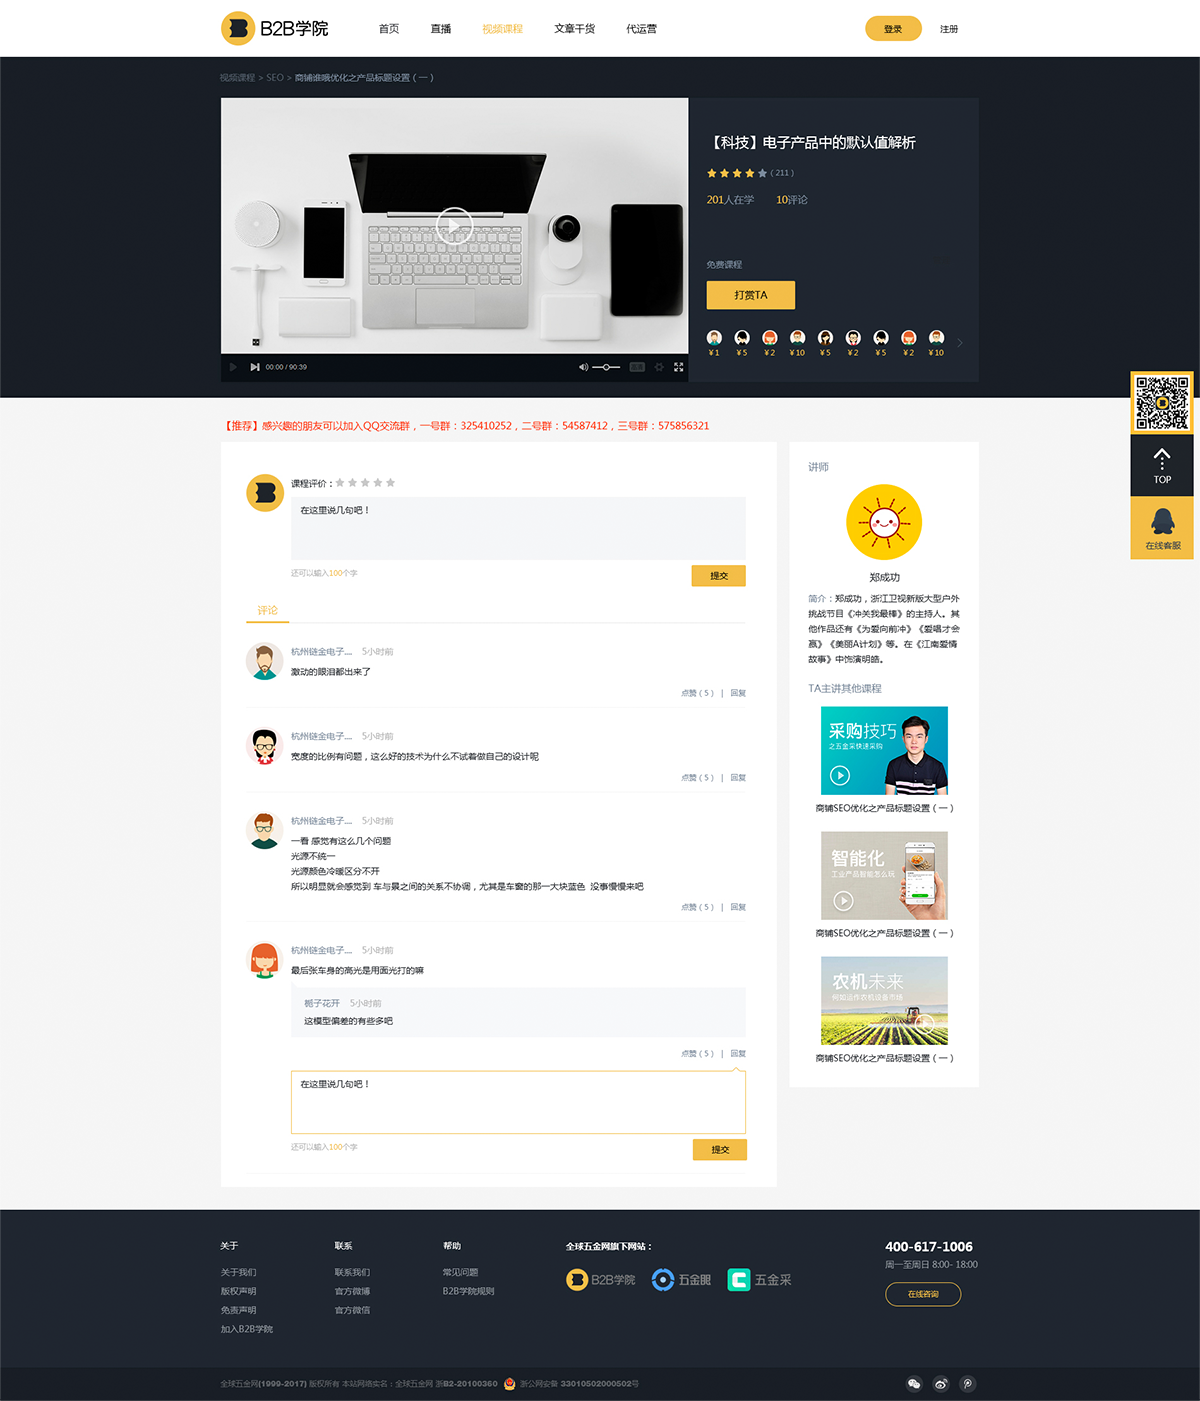 B2B学院
首页 直播 视频课程 文章干货 代运营 登录 注册
视频课程 > SEO > 商铺谁哦优化之产品标题设置（一）
【科技】电子产品中的默认值解析
（211）
201人在学 10评论
免费课程
打赏TA
¥1 ¥5 ¥2 ¥10 ¥5 ¥2 ¥5 ¥2 ¥10
00:00 / 90:39
【推荐】感兴趣的朋友可以加入QQ交流群，一号群：325410252，二号群：54587412，三号群：575856321
TOP
在线客服
课程评价：
在这里说几句吧！
还可以输入100个字
提交
评论
杭州链金电子.... 5小时前
激动的眼泪都出来了
点赞（5） | 回复
杭州链金电子.... 5小时前
宽度的比例有问题，这么好的技术为什么不试着做自己的设计呢
点赞（5） | 回复
杭州链金电子.... 5小时前
一看 感觉有这么几个问题
光源不统一
光源颜色冷暖区分不开
所以明显就会感觉到 车与景之间的关系不协调，尤其是车窗的那一大块蓝色 没事慢慢来吧
点赞（5） | 回复
杭州链金电子.... 5小时前
最后张车身的高光是用面光打的嘛
栀子花开 5小时前
这模型偏差的有些多吧
点赞（5） | 回复
在这里说几句吧！
还可以输入100个字
提交
讲师
郑成功
简介：郑成功，浙江卫视新版大型户外
挑战节目《冲关我最棒》的主持人。其
他作品还有《为爱向前冲》《爱唱才会
赢》《美丽A计划》等。在《江南爱情
故事》中饰演明皓。
TA主讲其他课程
采购技巧
之五金采快速采购
商铺SEO优化之产品标题设置（一）
智能化
工业产品智能怎么玩
商铺SEO优化之产品标题设置（一）
农机未来
何如运作农机设备市场
商铺SEO优化之产品标题设置（一）
关于
关于我们
版权声明
免责声明
加入B2B学院
联系
联系我们
官方微博
官方微信
帮助
常见问题
B2B学院规则
全球五金网旗下网站：
B2B学院 五金眼 五金采
400-617-1006
周一至周日 8:00- 18:00
在线咨询
全球五金网(1999-2017) 版权所有 本站网络实名：全球五金网 浙B2-20100360 浙公网安备 33010502000502号